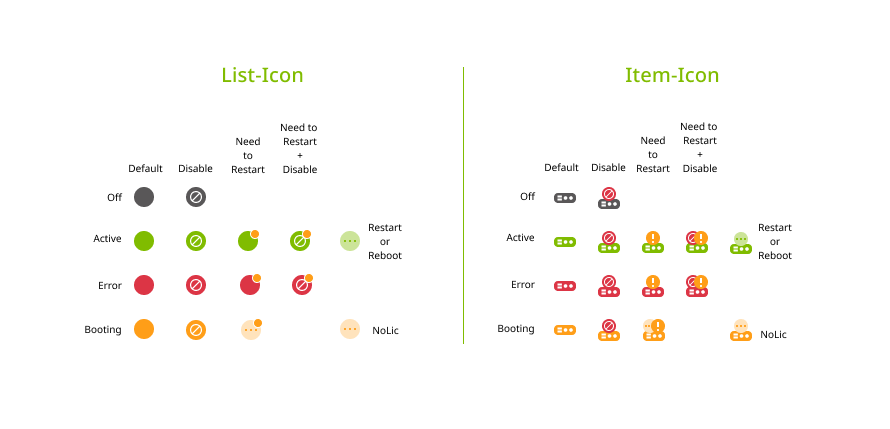 List-Icon
Default
Disable
Need
to
Restart
Need to
Restart
+
Disable
Off
Active
Restart
or
Reboot
Error
Booting
NoLic
Item-Icon
Default
Disable
Need
to
Restart
Need to
Restart
+
Disable
Off
Active
Restart
or
Reboot
Error
Booting
NoLic